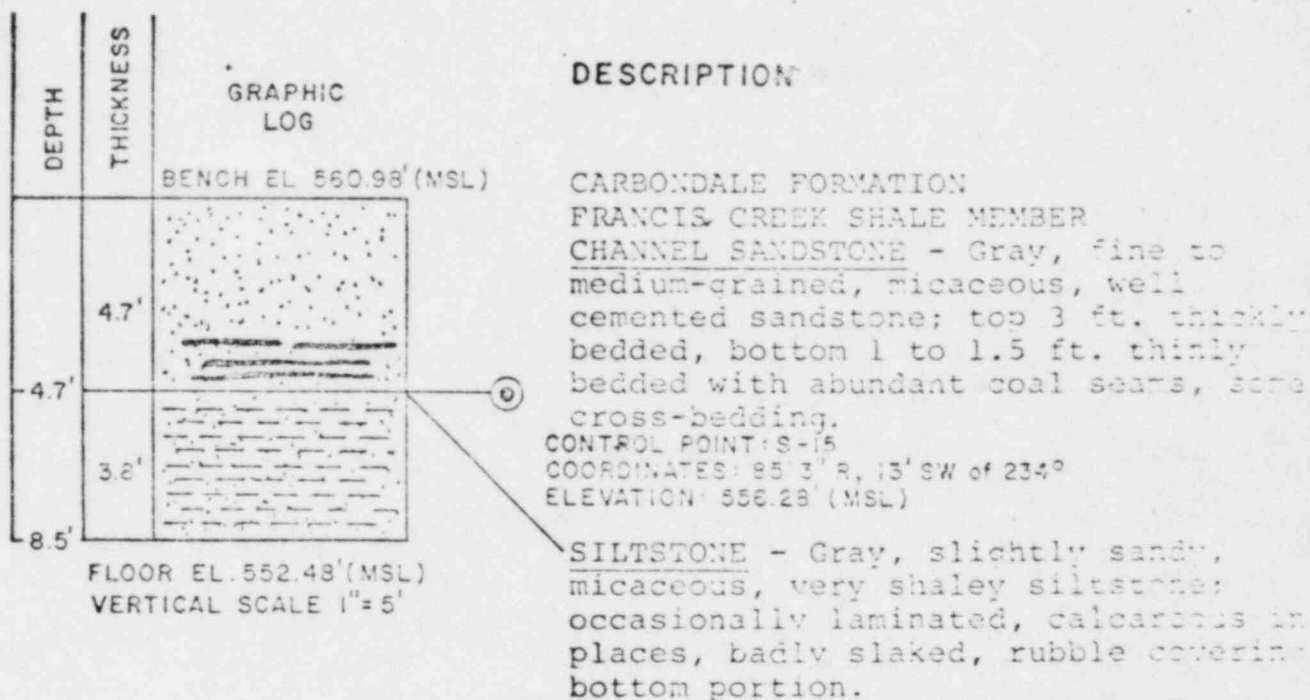 DEPTH
THICKNESS
GRAPHIC
LOG
DESCRIPTION
BENCH EL 560.98' (MSL)
CARBONDALE FORMATION
FRANCIS CREEK SHALE MEMBER
CHANNEL SANDSTONE - Gray, fine to
medium-grained, micaceous, well
cemented sandstone; top 3 ft. thickly
bedded, bottom 1 to 1.5 ft. thinly
bedded with abundant coal seams, some
cross-bedding.
4.7'
4.7'
CONTROL POINT: S-15
COORDINATES: 85'3" R, 13' SW of 234°
ELEVATION: 556.28' (MSL)
3.8'
8.5'
SILTSTONE - Gray, slightly sandy,
micaceous, very shaley siltstone;
occasionally laminated, calcareous in
places, badly slaked, rubble covering
bottom portion.
FLOOR EL. 552.48' (MSL)
VERTICAL SCALE 1"= 5'